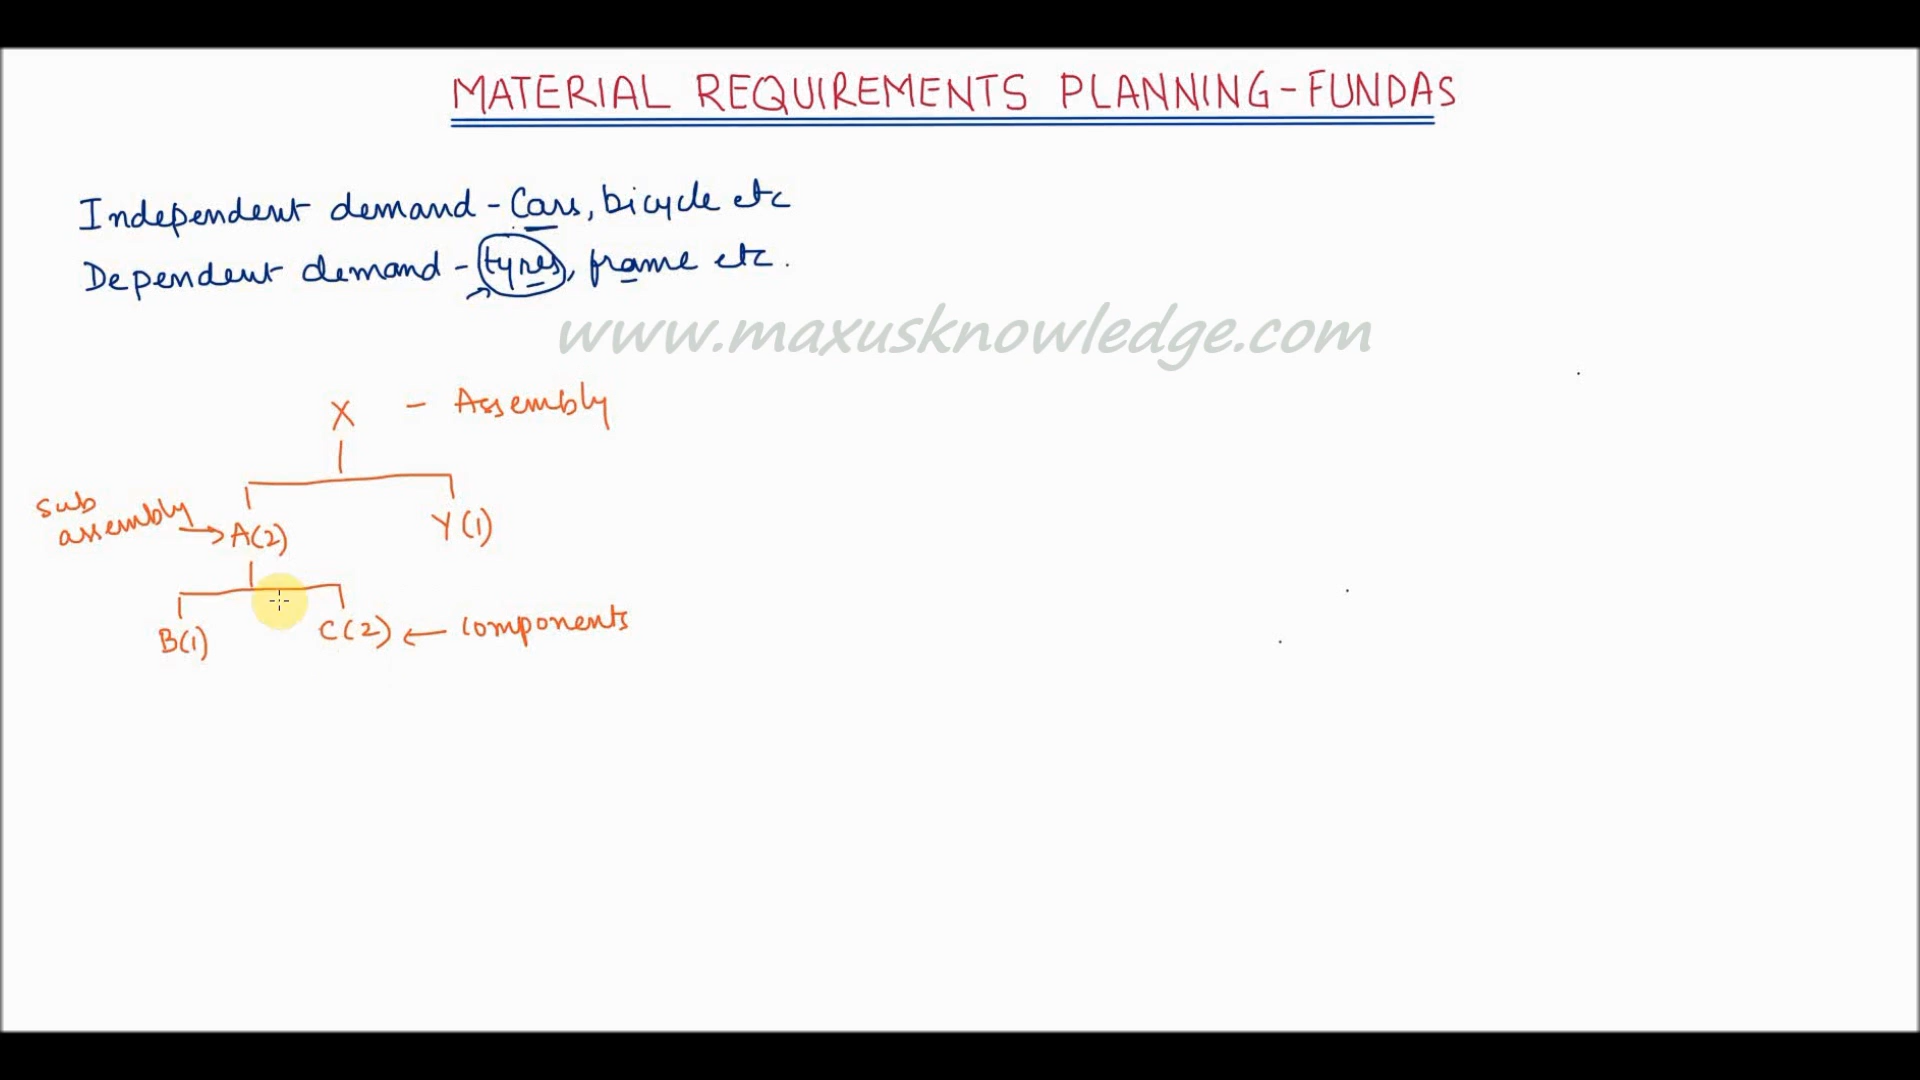 MATERIAL REQUIREMENTS PLANNING-FUNDAS
Independent demand - Cars, bicycle etc
Dependent demand - tyres, frame etc.
www.maxusknowledge.com
X - Assembly
sub
assembly A(2) Y(1)
B(1) C(2) components